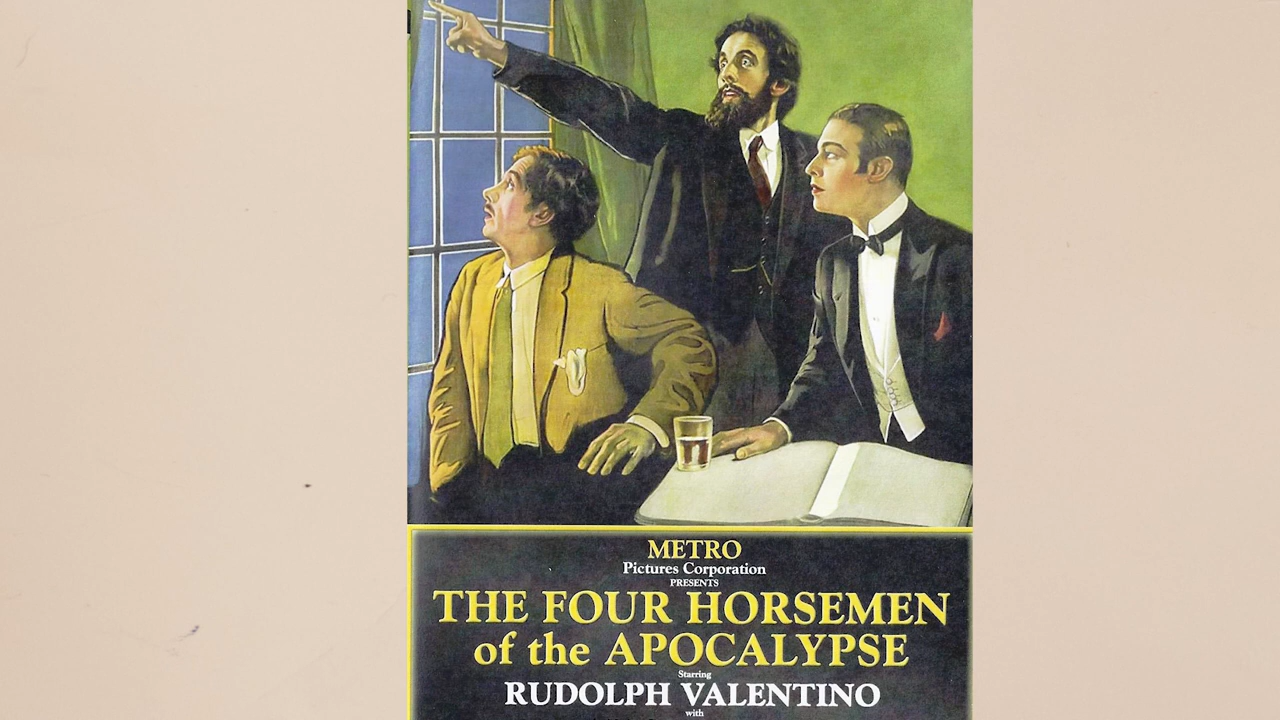 METRO
Pictures Corporation
PRESENTS
THE FOUR HORSEMEN
of the APOCALYPSE
Starring
RUDOLPH VALENTINO
with